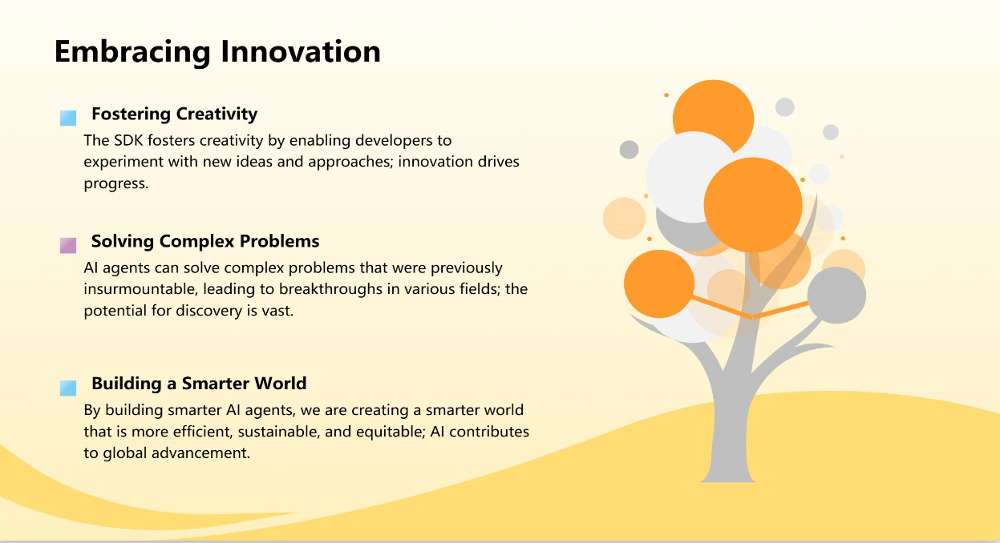 Embracing Innovation
Fostering Creativity
The SDK fosters creativity by enabling developers to
experiment with new ideas and approaches; innovation drives
progress.
Solving Complex Problems
AI agents can solve complex problems that were previously
insurmountable, leading to breakthroughs in various fields; the
potential for discovery is vast.
Building a Smarter World
By building smarter AI agents, we are creating a smarter world
that is more efficient, sustainable, and equitable; AI contributes
to global advancement.